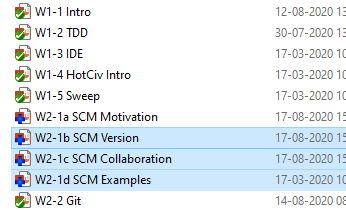 W1-1 Intro 12-08-2020 13
W1-2 TDD 30-07-2020 13
W1-3 IDE 17-03-2020 10
W1-4 HotCiv Intro 17-03-2020 10
W1-5 Sweep 17-03-2020 10
W2-1a SCM Motivation 17-08-2020 15
W2-1b SCM Version 17-08-2020 15
W2-1c SCM Collaboration 17-08-2020 15
W2-1d SCM Examples 17-03-2020 10
W2-2 Git 14-08-2020 08